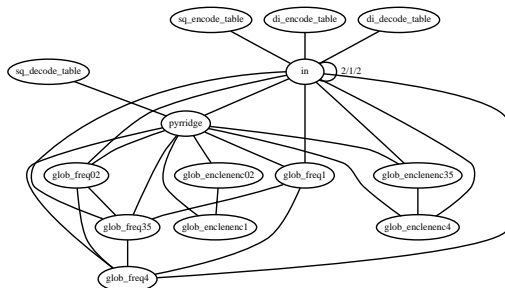 sq_encode_table
di_encode_table
di_decode_table
sq_decode_table
in
2/1/2
pyrridge
glob_freq02
glob_enclenenc02
glob_freq1
glob_enclenenc35
glob_freq35
glob_enclenenc1
glob_enclenenc4
glob_freq4